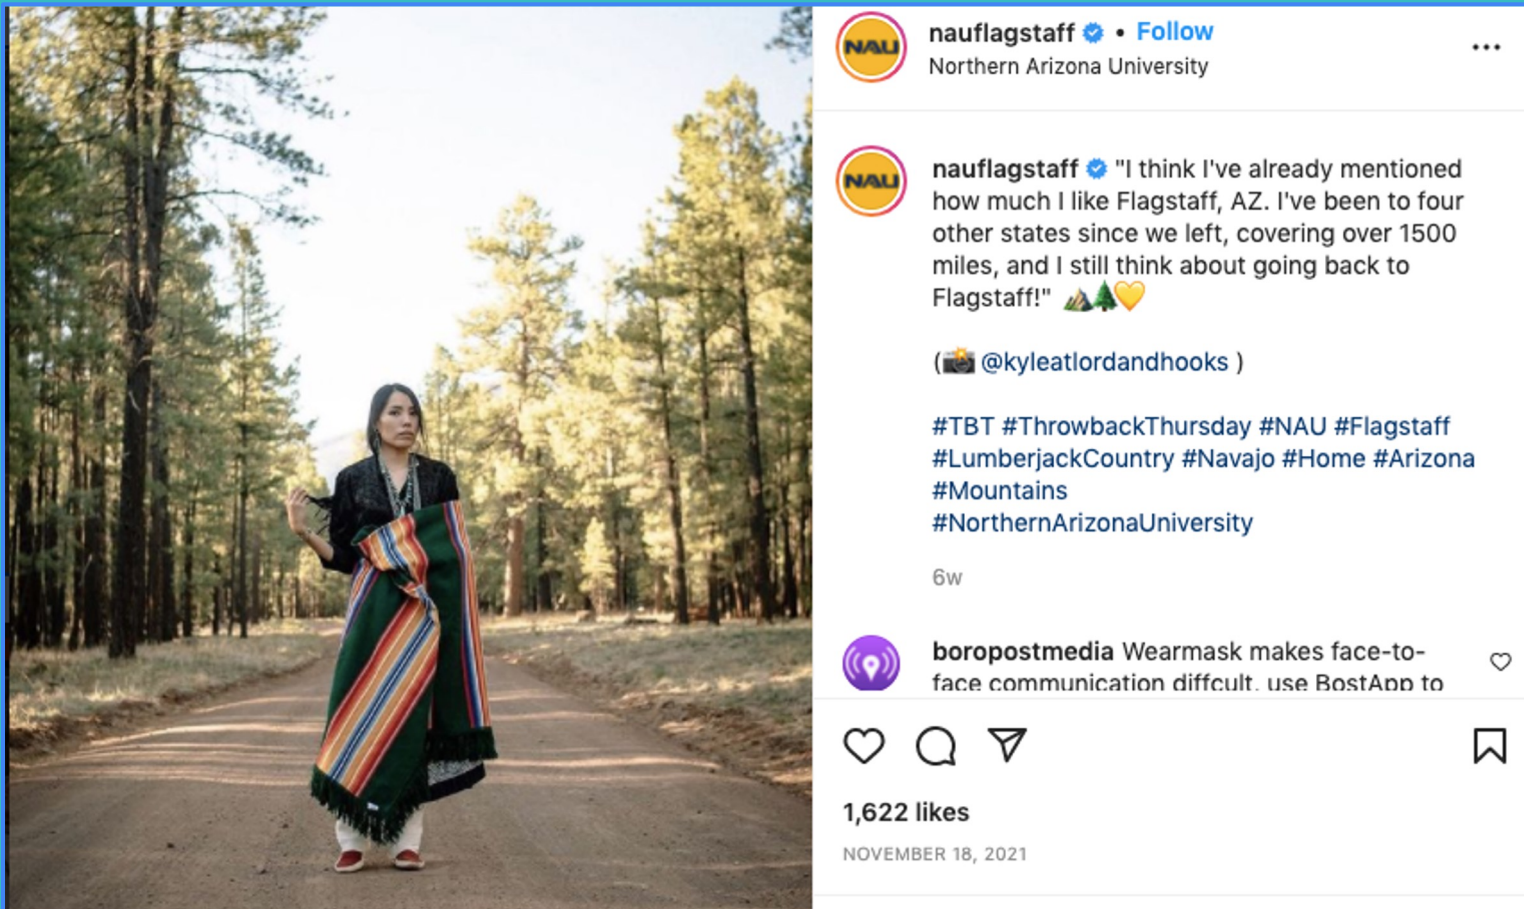 NAU
nauflagstaff • Follow
Northern Arizona University
NAU
nauflagstaff "I think I've already mentioned
how much I like Flagstaff, AZ. I've been to four
other states since we left, covering over 1500
miles, and I still think about going back to
Flagstaff!" ⛰️🌲💛
(📸 @kyleatlordandhooks )
#TBT #ThrowbackThursday #NAU #Flagstaff
#LumberjackCountry #Navajo #Home #Arizona
#Mountains
#NorthernArizonaUniversity
6w
boropostmedia Wearmask makes face-to-
face communication diffcult, use BostApp to
1,622 likes
NOVEMBER 18, 2021